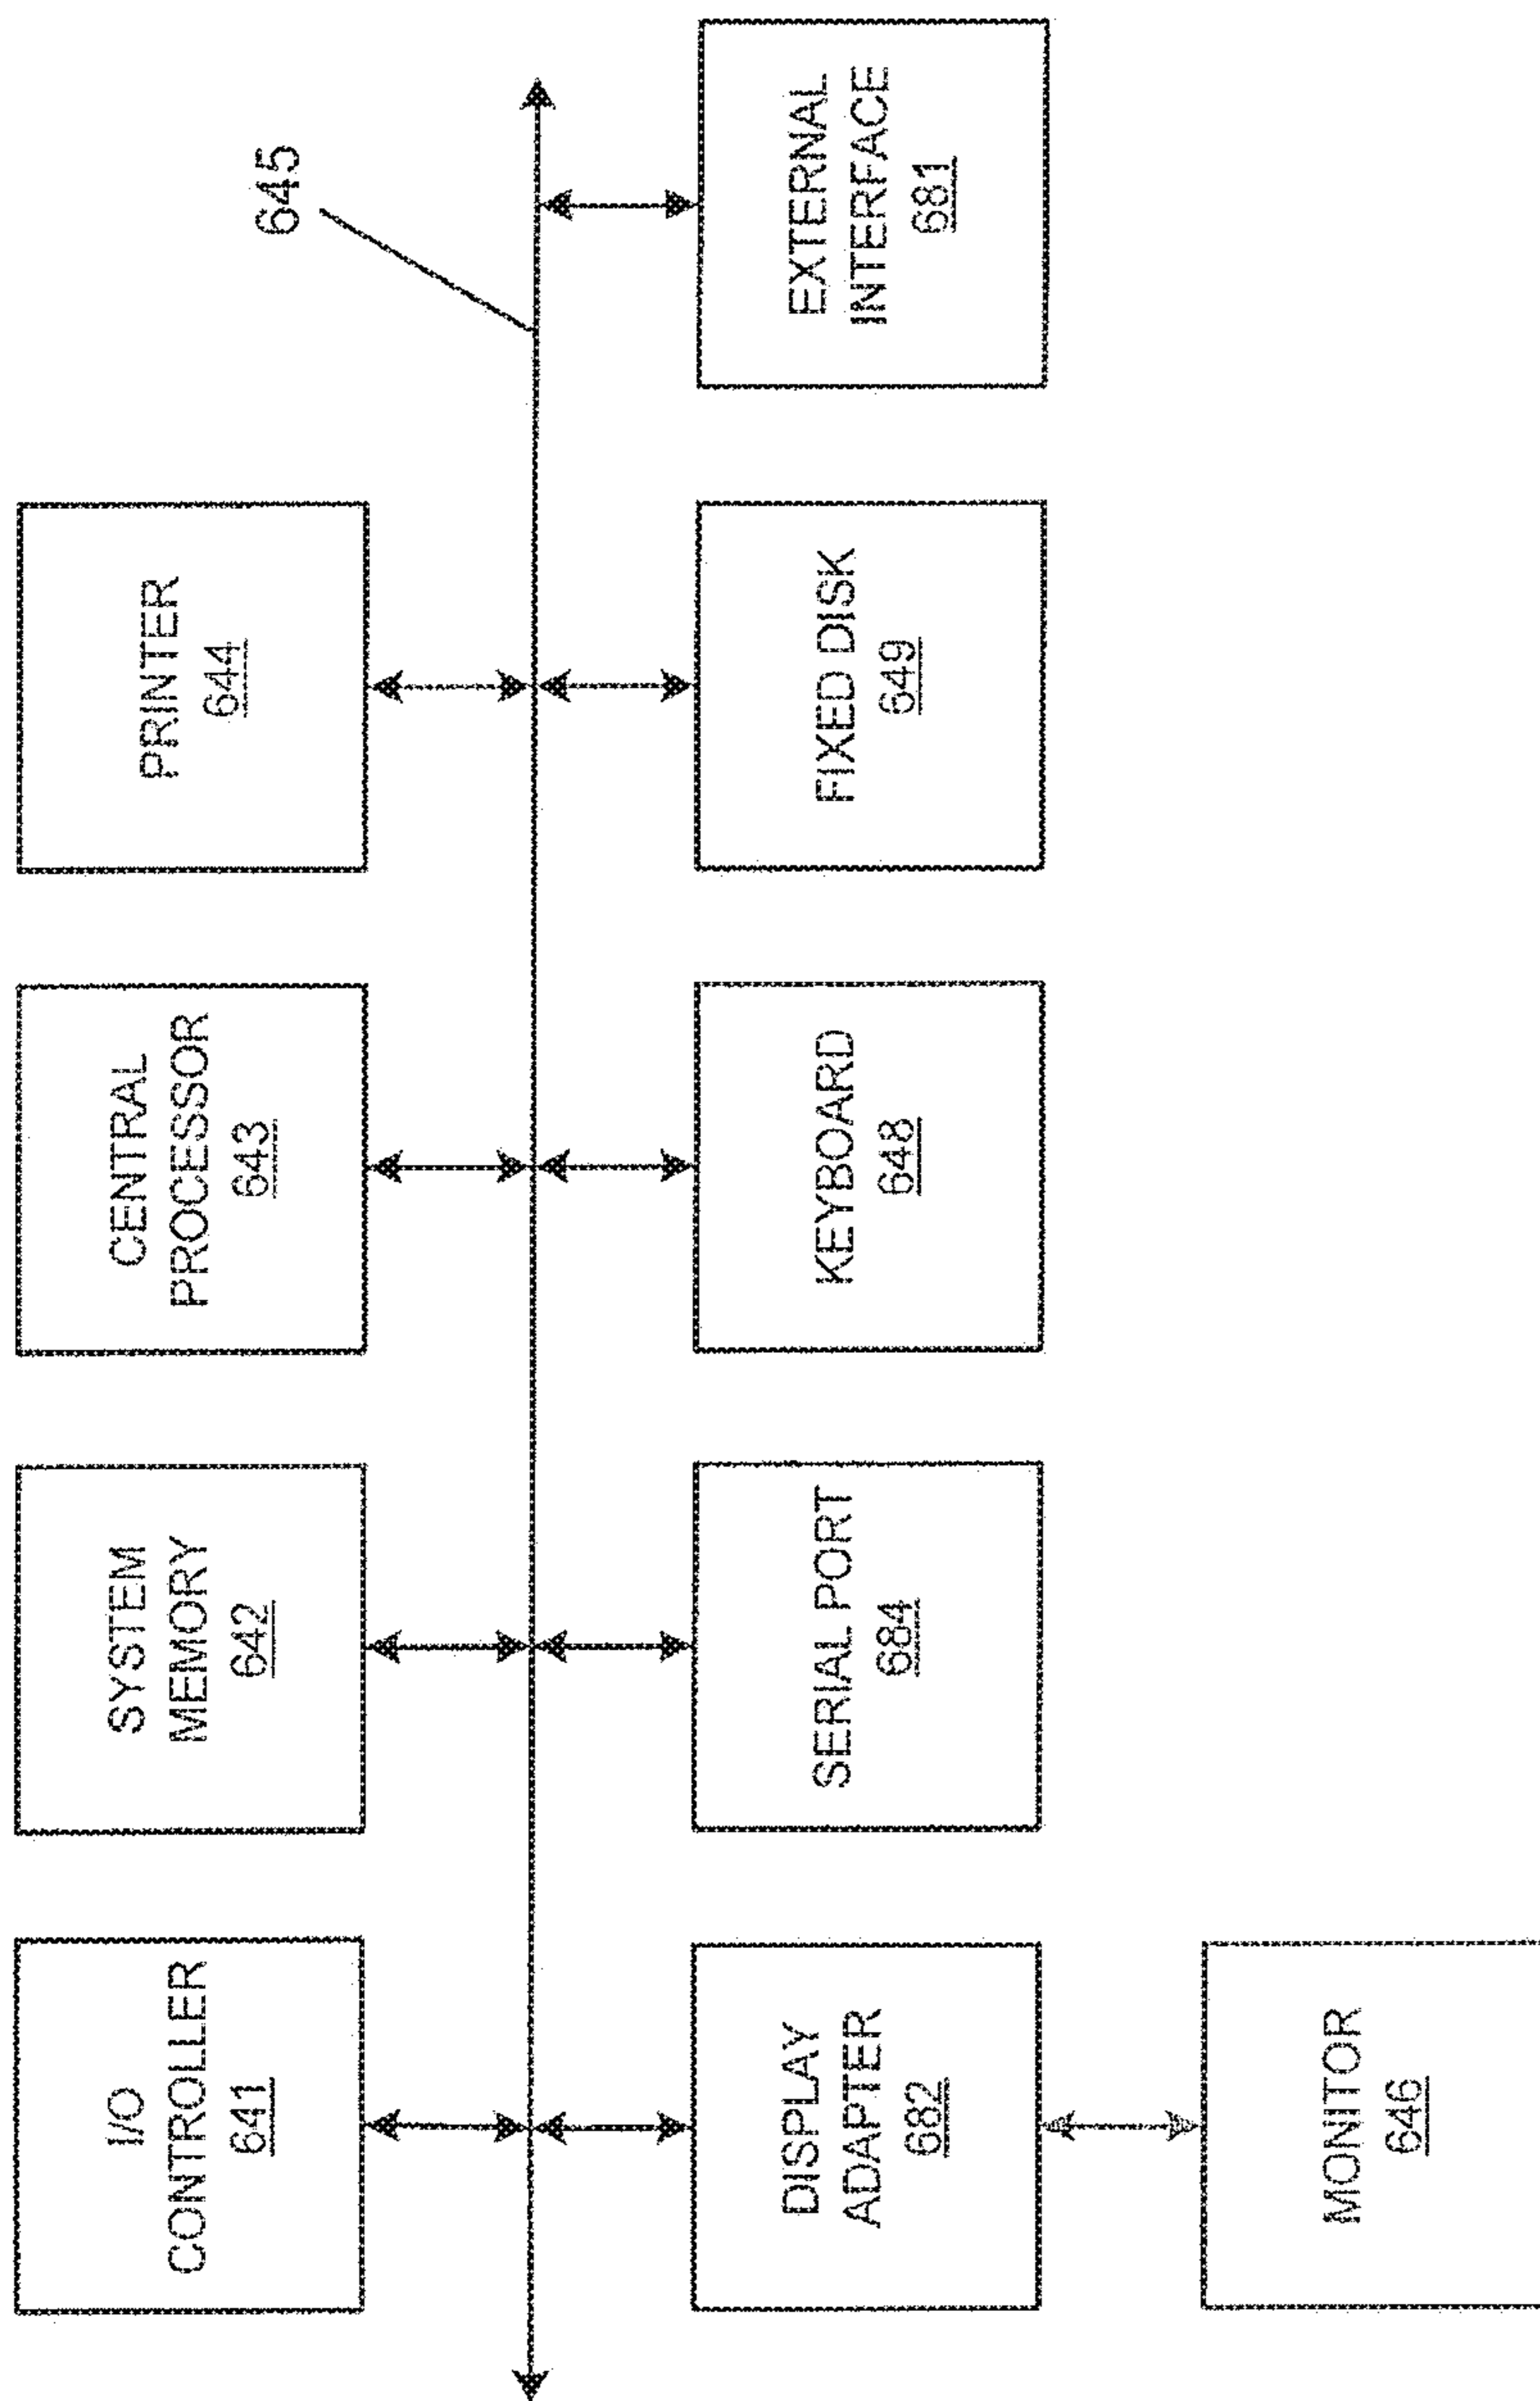 I/O
CONTROLLER
641
SYSTEM
MEMORY
642
CENTRAL
PROCESSOR
643
PRINTER
644
645
DISPLAY
ADAPTER
682
SERIAL PORT
684
KEYBOARD
648
FIXED DISK
649
EXTERNAL
INTERFACE
681
MONITOR
646